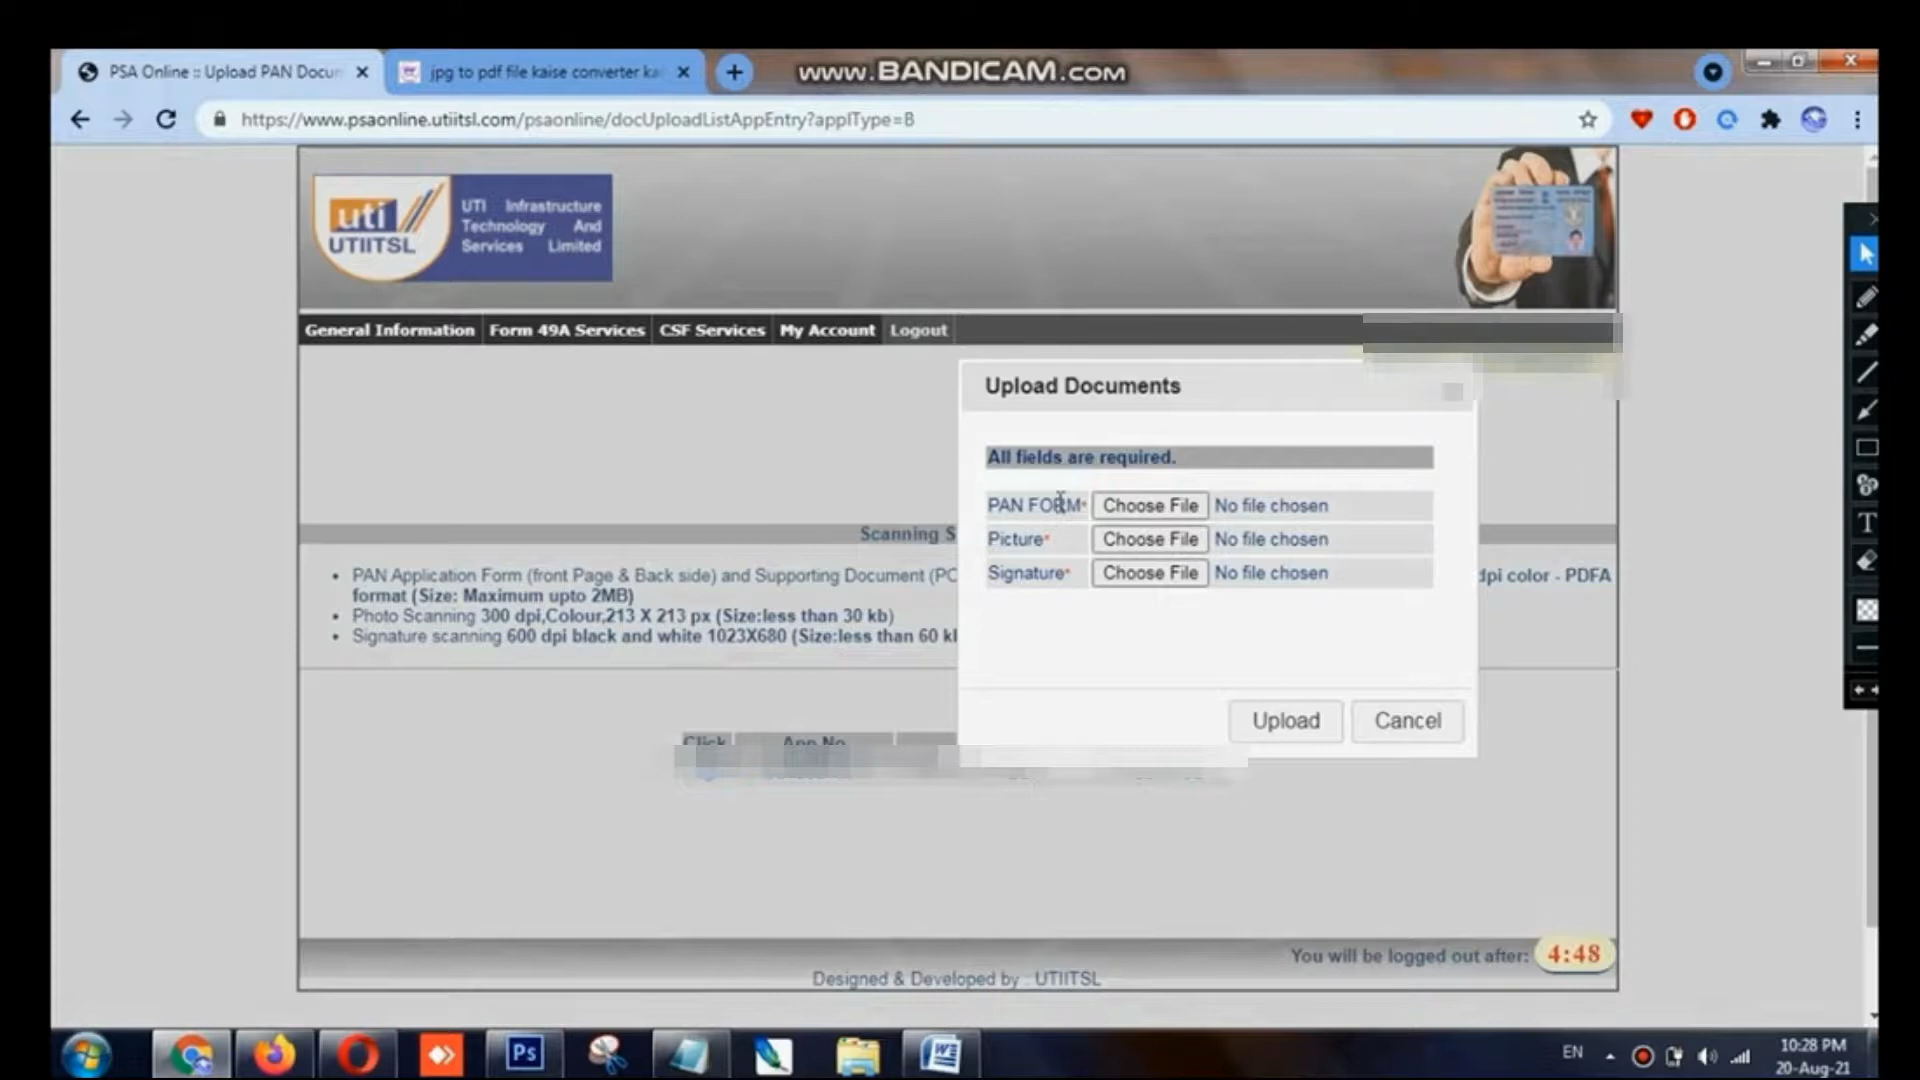 PSA Online :: Upload PAN Docun
jpg to pdf file kaise converter ka
www.BANDICAM.com
https://www.psaonline.utiitsl.com/psaonline/docUploadListAppEntry?applType=B
uti
UTIITSL
UTI Infrastructure
Technology And
Services Limited
General Information
Form 49A Services
CSF Services
My Account
Logout
Upload Documents
All fields are required.
PAN FORM* Choose File No file chosen
Picture* Choose File No file chosen
Signature* Choose File No file chosen
Upload
Cancel
Scanning S
PAN Application Form (front Page & Back side) and Supporting Document (PO
dpi color - PDFA
format (Size: Maximum upto 2MB)
Photo Scanning 300 dpi,Colour,213 X 213 px (Size:less than 30 kb)
Signature scanning 600 dpi black and white 1023X680 (Size:less than 60 kl
Click
App No
You will be logged out after: 4:48
Designed & Developed by : UTIITSL
Ps
W
EN
10:28 PM
20-Aug-21